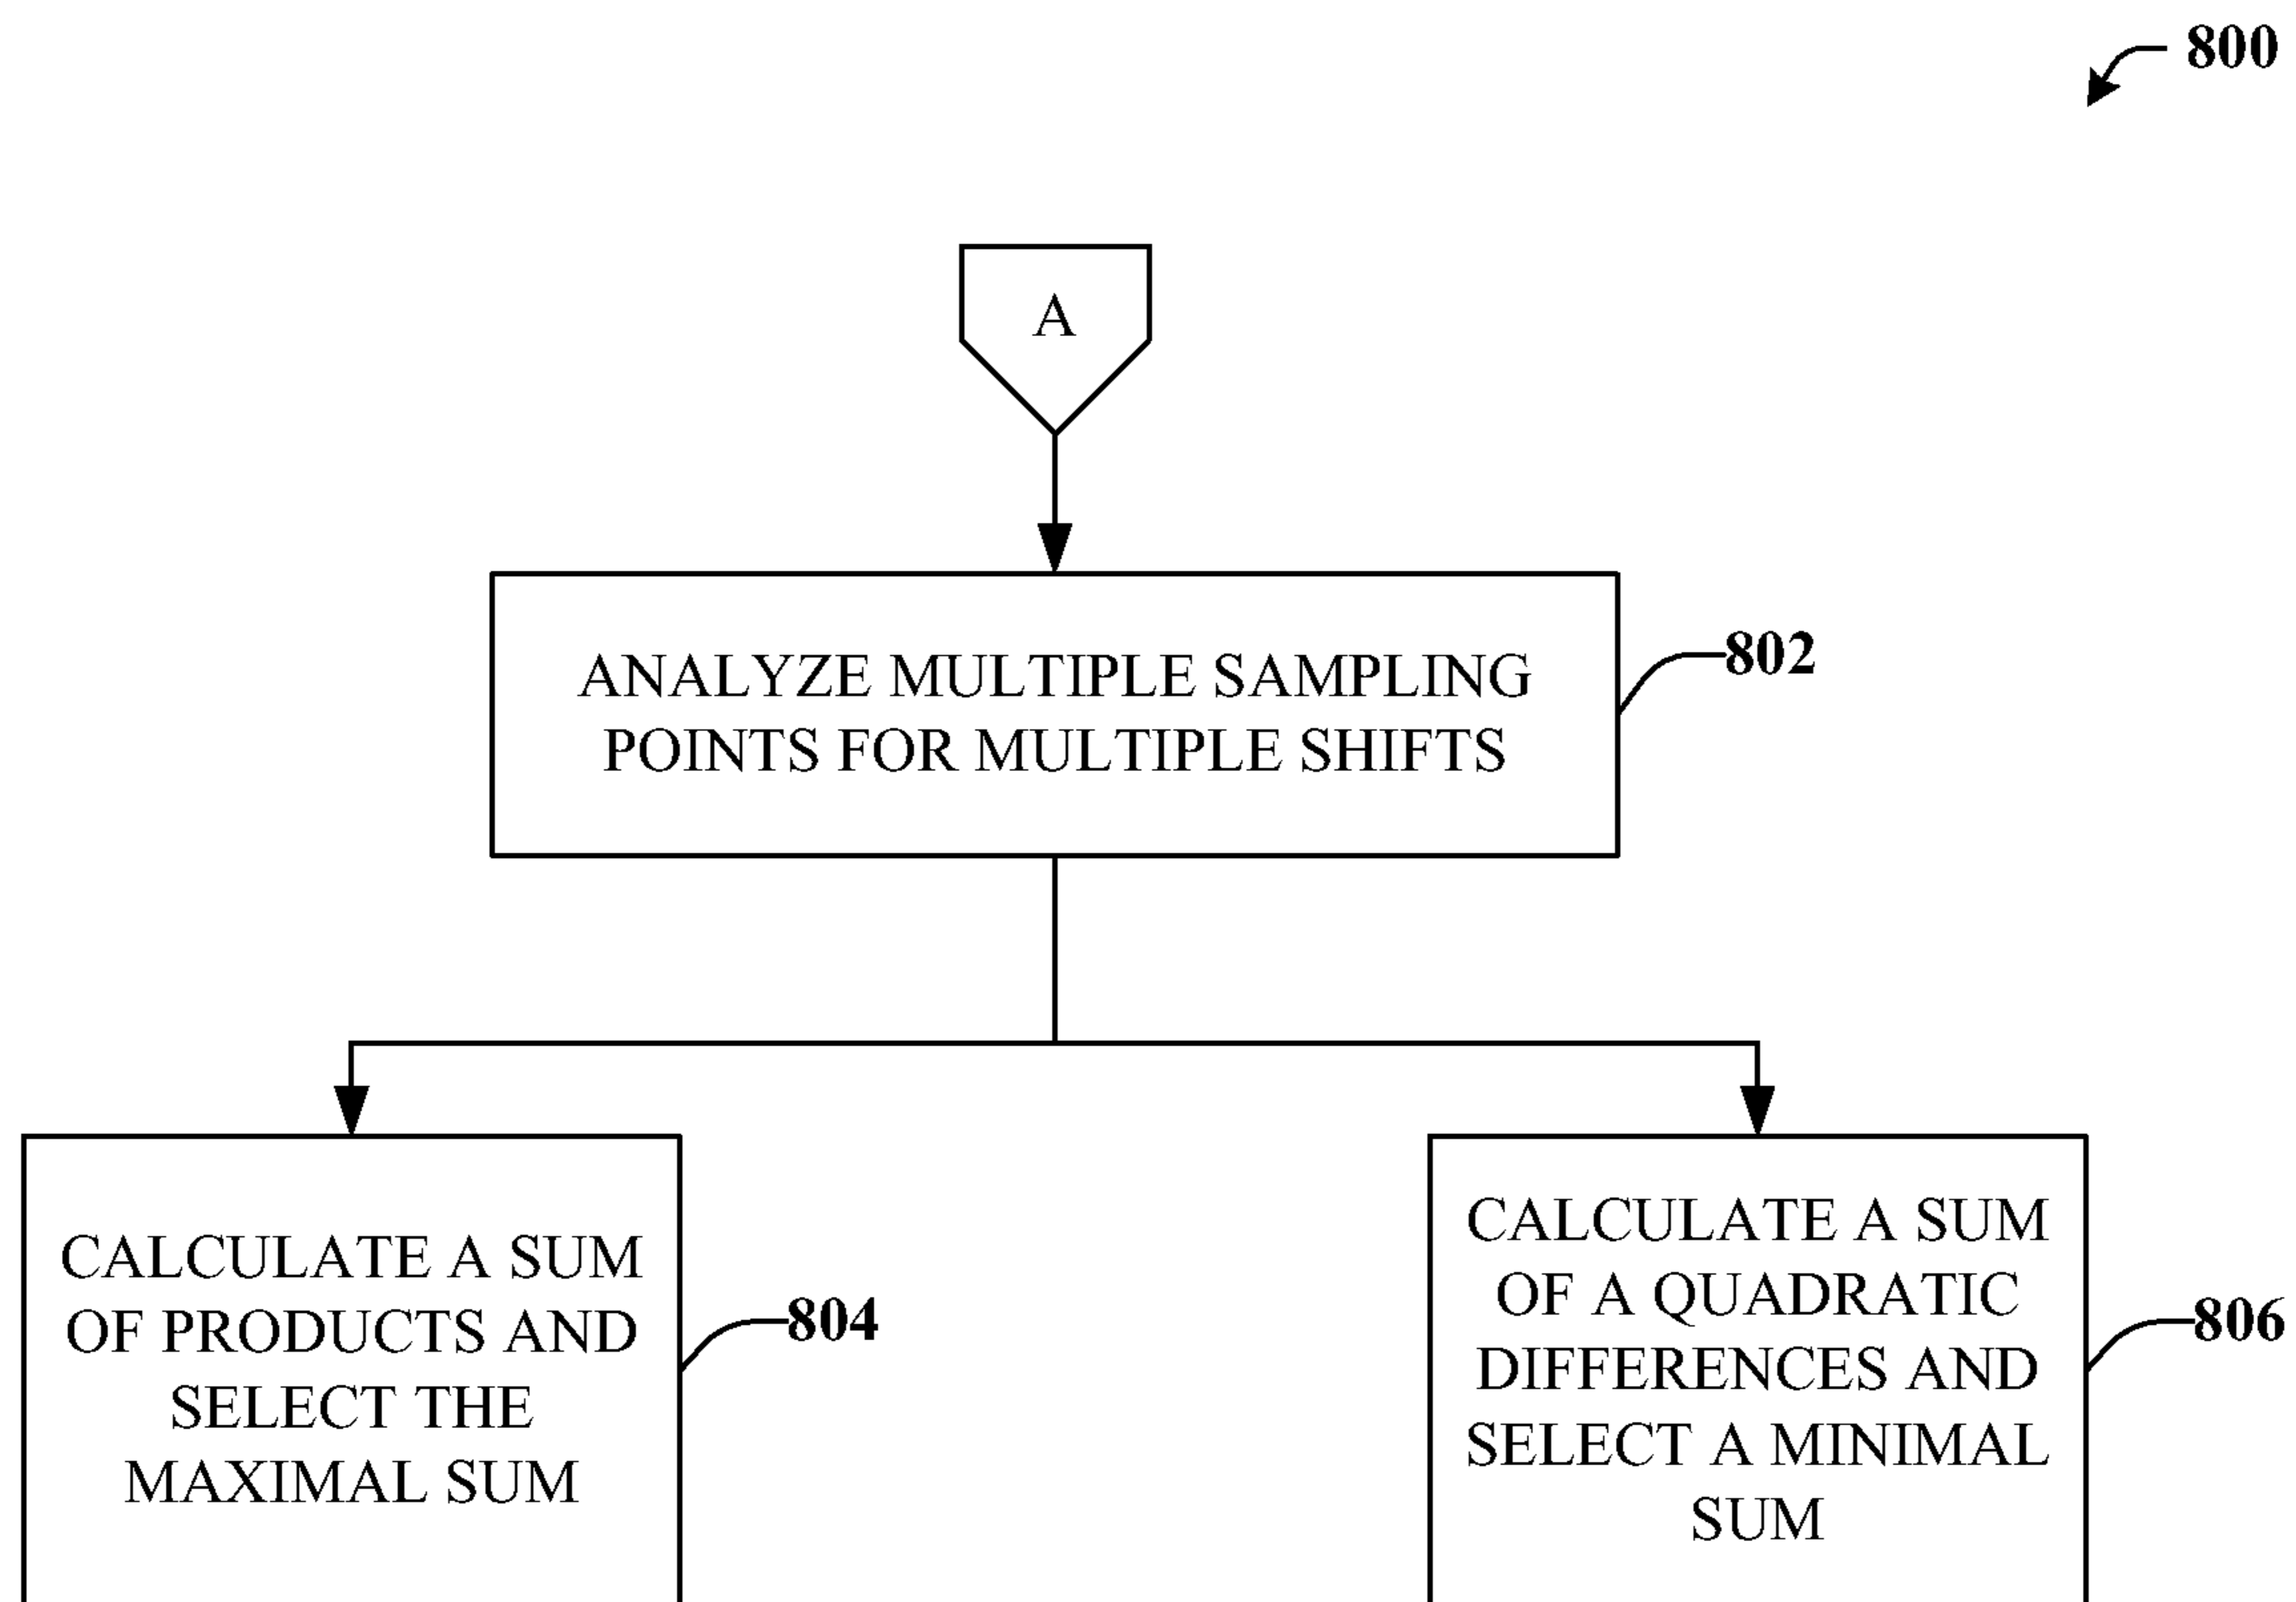 800
A
ANALYZE MULTIPLE SAMPLING
POINTS FOR MULTIPLE SHIFTS
802
CALCULATE A SUM
OF PRODUCTS AND
SELECT THE
MAXIMAL SUM
804
CALCULATE A SUM
OF A QUADRATIC
DIFFERENCES AND
SELECT A MINIMAL
SUM
806